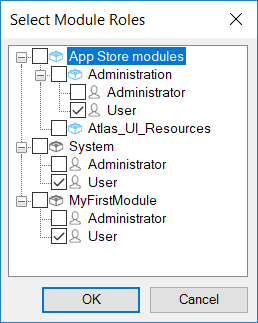 Select Module Roles
App Store modules
Administration
Administrator
User
Atlas_UI_Resources
System
Administrator
User
MyFirstModule
Administrator
User
OK Cancel